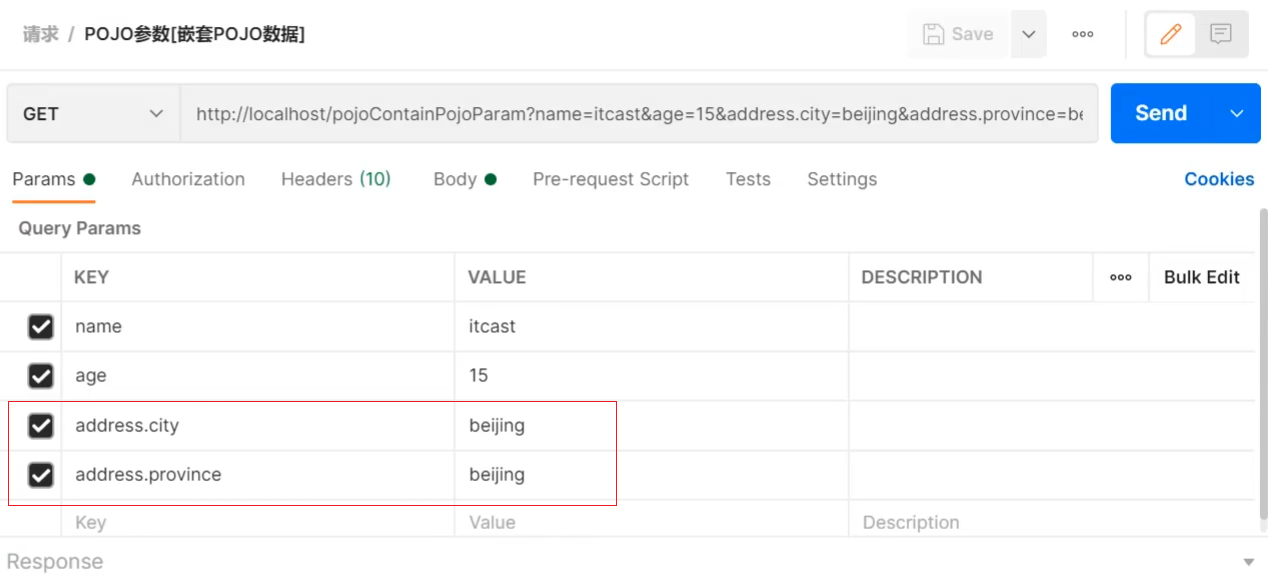 请求 / POJO参数[嵌套POJO数据] Save
GET http://localhost/pojoContainPojoParam?name=itcast&age=15&address.city=beijing&address.province=be Send
Params Authorization Headers (10) Body Pre-request Script Tests Settings Cookies
Query Params
KEY VALUE DESCRIPTION Bulk Edit
name itcast
age 15
address.city beijing
address.province beijing
Key Value Description
Response